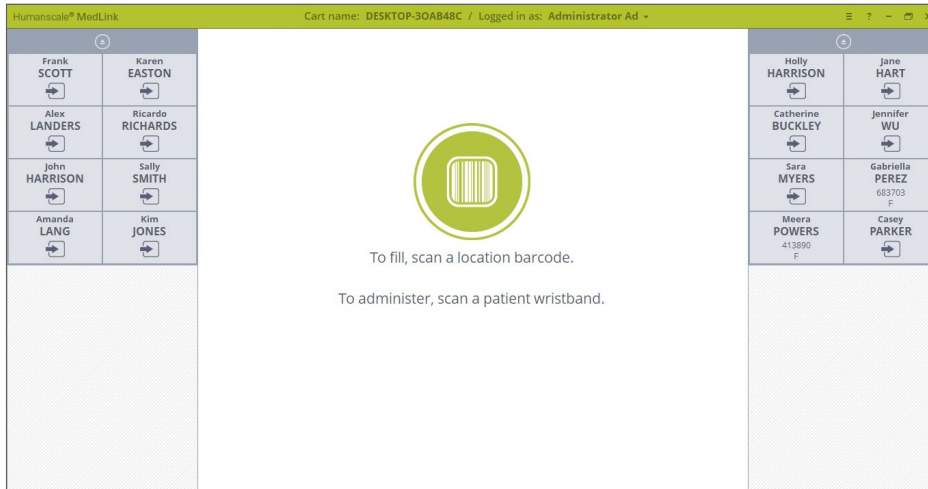 Humanscale® MedLink
Cart name: DESKTOP-3OAB48C / Logged in as: Administrator Ad
?
Frank
SCOTT
Karen
EASTON
Alex
LANDERS
Ricardo
RICHARDS
John
HARRISON
Sally
SMITH
Amanda
LANG
Kim
JONES
To fill, scan a location barcode.
To administer, scan a patient wristband.
Holly
HARRISON
Jane
HART
Catherine
BUCKLEY
Jennifer
WU
Sara
MYERS
Gabriella
PEREZ
683703
F
Meera
POWERS
413890
F
Casey
PARKER